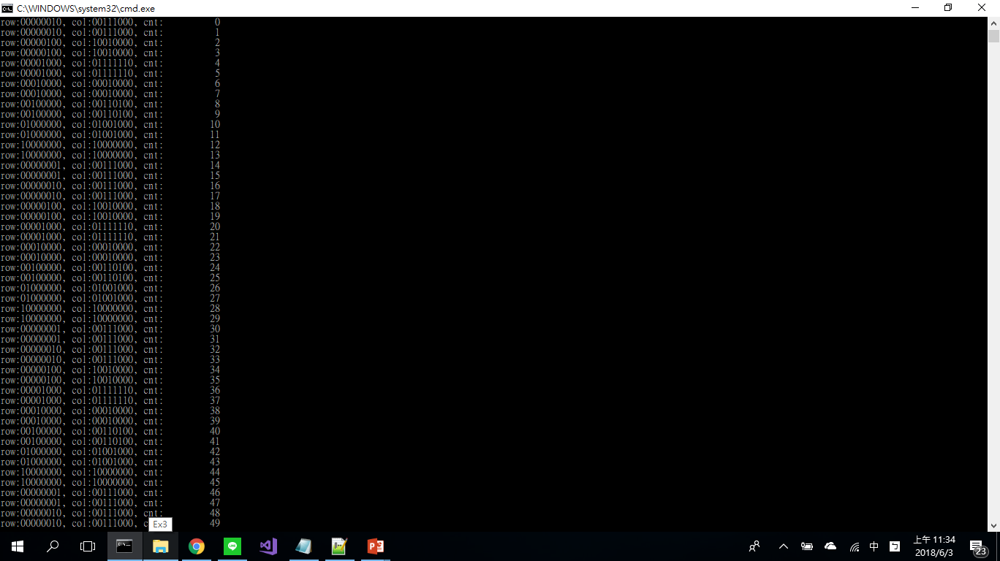 C:\WINDOWS\system32\cmd.exe
row:00000010, col:00111000, cnt: 0
row:00000010, col:00111000, cnt: 1
row:00000100, col:10010000, cnt: 2
row:00000100, col:10010000, cnt: 3
row:00001000, col:01111110, cnt: 4
row:00001000, col:01111110, cnt: 5
row:00010000, col:00010000, cnt: 6
row:00010000, col:00010000, cnt: 7
row:00100000, col:00110100, cnt: 8
row:00100000, col:00110100, cnt: 9
row:01000000, col:01001000, cnt: 10
row:01000000, col:01001000, cnt: 11
row:10000000, col:10000000, cnt: 12
row:10000000, col:10000000, cnt: 13
row:00000001, col:00111000, cnt: 14
row:00000001, col:00111000, cnt: 15
row:00000010, col:00111000, cnt: 16
row:00000010, col:00111000, cnt: 17
row:00000100, col:10010000, cnt: 18
row:00000100, col:10010000, cnt: 19
row:00001000, col:01111110, cnt: 20
row:00001000, col:01111110, cnt: 21
row:00010000, col:00010000, cnt: 22
row:00010000, col:00010000, cnt: 23
row:00100000, col:00110100, cnt: 24
row:00100000, col:00110100, cnt: 25
row:01000000, col:01001000, cnt: 26
row:01000000, col:01001000, cnt: 27
row:10000000, col:10000000, cnt: 28
row:10000000, col:10000000, cnt: 29
row:00000001, col:00111000, cnt: 30
row:00000001, col:00111000, cnt: 31
row:00000010, col:00111000, cnt: 32
row:00000010, col:00111000, cnt: 33
row:00000100, col:10010000, cnt: 34
row:00000100, col:10010000, cnt: 35
row:00001000, col:01111110, cnt: 36
row:00001000, col:01111110, cnt: 37
row:00010000, col:00010000, cnt: 38
row:00010000, col:00010000, cnt: 39
row:00100000, col:00110100, cnt: 40
row:00100000, col:00110100, cnt: 41
row:01000000, col:01001000, cnt: 42
row:01000000, col:01001000, cnt: 43
row:10000000, col:10000000, cnt: 44
row:10000000, col:10000000, cnt: 45
row:00000001, col:00111000, cnt: 46
row:00000001, col:00111000, cnt: 47
row:00000010, col:00111000, cnt: 48
row:00000010, col:00111000, c 49
Ex3
中
上午 11:34
2018/6/3
23